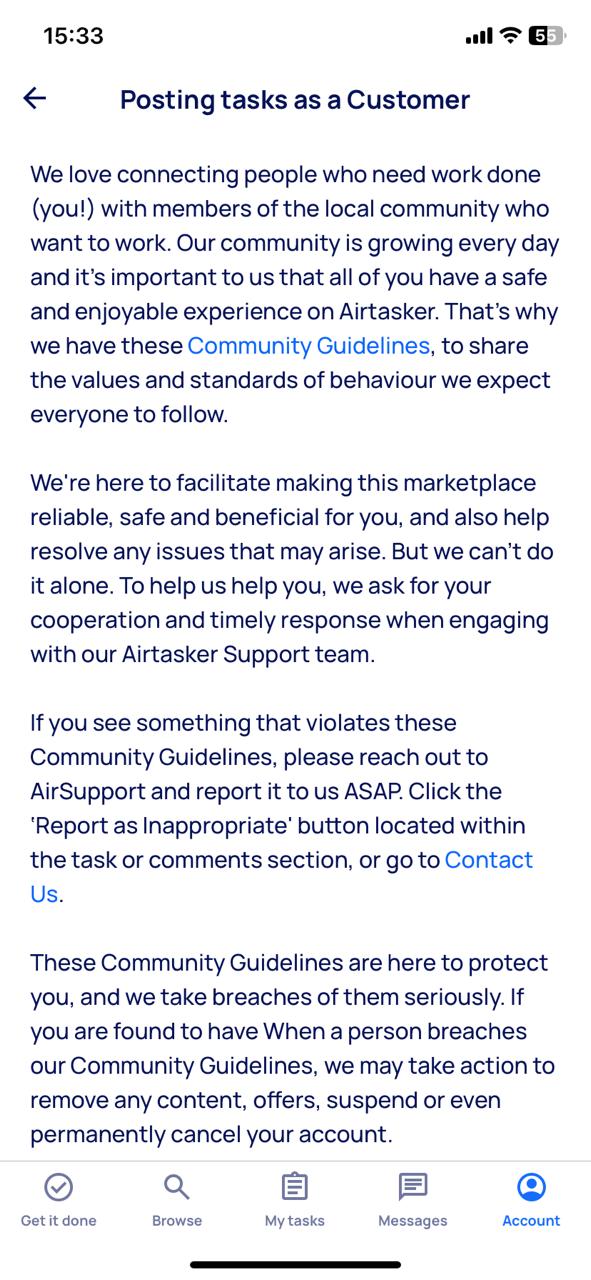 15:33
55
Posting tasks as a Customer
We love connecting people who need work done
(you!) with members of the local community who
want to work. Our community is growing every day
and it's important to us that all of you have a safe
and enjoyable experience on Airtasker. That's why
we have these Community Guidelines, to share
the values and standards of behaviour we expect
everyone to follow.
We're here to facilitate making this marketplace
reliable, safe and beneficial for you, and also help
resolve any issues that may arise. But we can't do
it alone. To help us help you, we ask for your
cooperation and timely response when engaging
with our Airtasker Support team.
If you see something that violates these
Community Guidelines, please reach out to
AirSupport and report it to us ASAP. Click the
'Report as Inappropriate' button located within
the task or comments section, or go to Contact
Us.
These Community Guidelines are here to protect
you, and we take breaches of them seriously. If
you are found to have When a person breaches
our Community Guidelines, we may take action to
remove any content, offers, suspend or even
permanently cancel your account.
Get it done
Browse
My tasks
Messages
Account